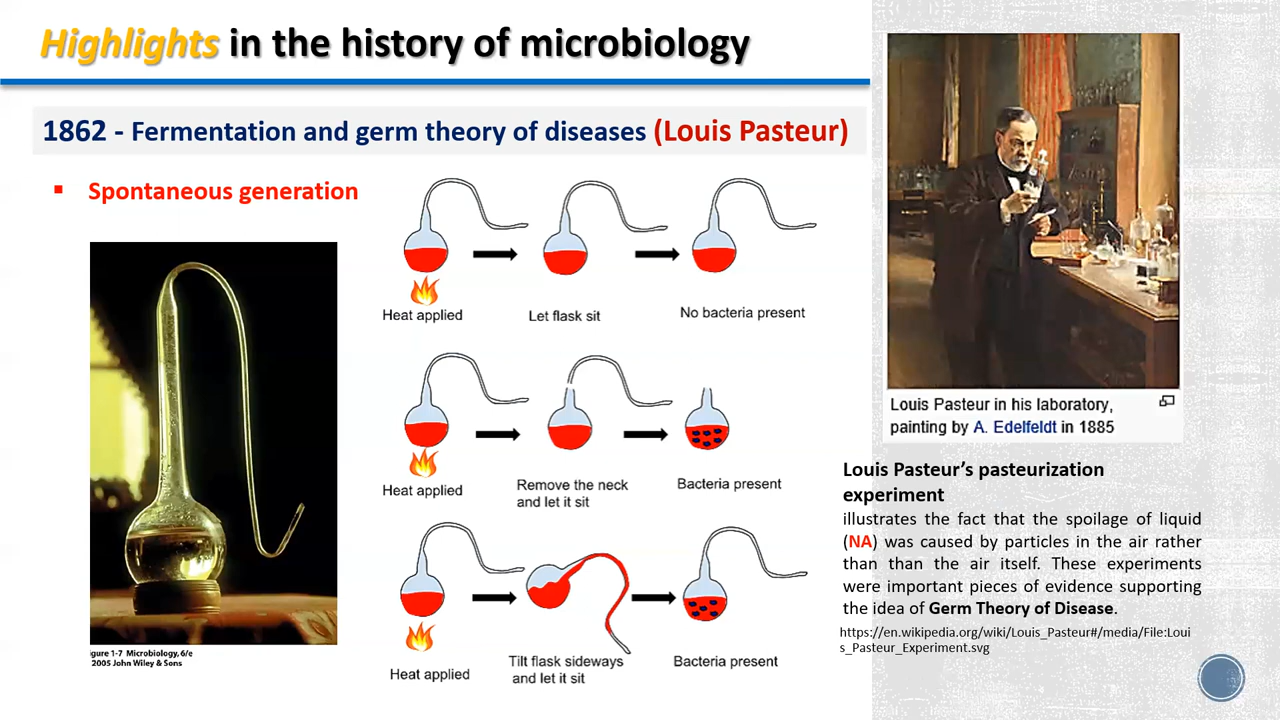 Highlights in the history of microbiology
1862 - Fermentation and germ theory of diseases (Louis Pasteur)
▪ Spontaneous generation
Heat applied
Let flask sit
No bacteria present
Heat applied
Remove the neck
and let it sit
Bacteria present
Heat applied
Tilt flask sideways
and let it sit
Bacteria present
igure 1-7 Microbiology, 6/e
2005 John Wiley & Sons
Louis Pasteur in his laboratory,
painting by A. Edelfeldt in 1885
Louis Pasteur’s pasteurization
experiment
illustrates the fact that the spoilage of liquid
(NA) was caused by particles in the air rather
than than the air itself. These experiments
were important pieces of evidence supporting
the idea of Germ Theory of Disease.
https://en.wikipedia.org/wiki/Louis_Pasteur#/media/File:Loui
s_Pasteur_Experiment.svg